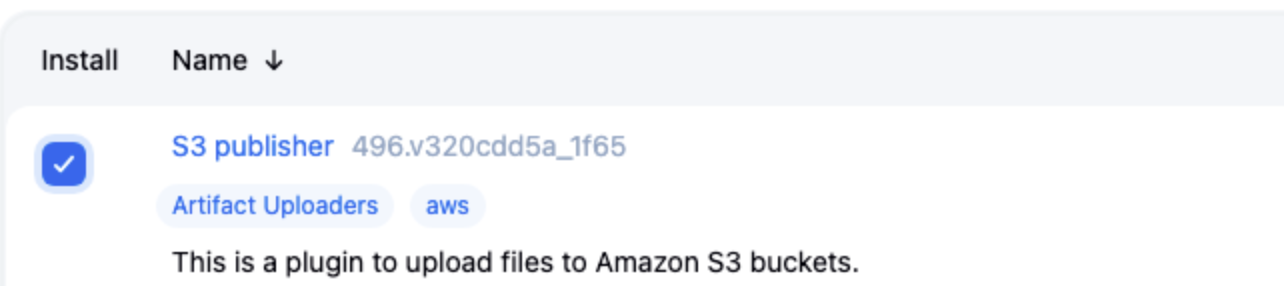 Install Name ↓
S3 publisher 496.v320cdd5a_1f65
Artifact Uploaders aws
This is a plugin to upload files to Amazon S3 buckets.